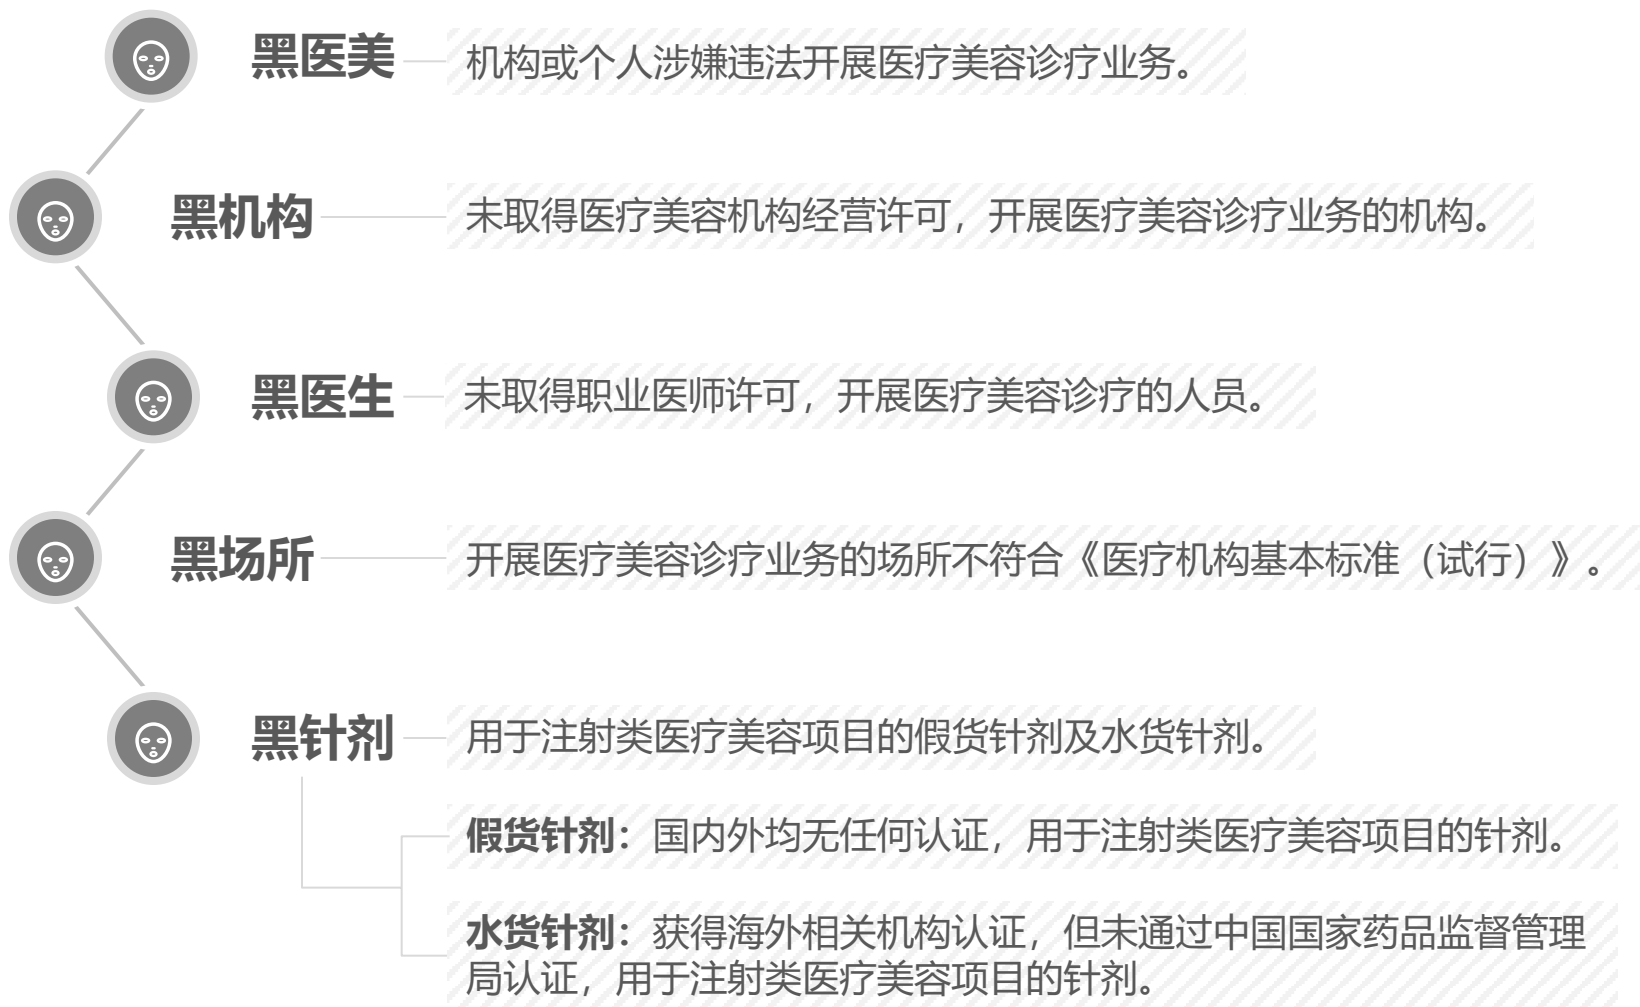 黑医美 机构或个人涉嫌违法开展医疗美容诊疗业务。
黑机构 未取得医疗美容机构经营许可，开展医疗美容诊疗业务的机构。
黑医生 未取得职业医师许可，开展医疗美容诊疗的人员。
黑场所 开展医疗美容诊疗业务的场所不符合《医疗机构基本标准（试行）》。
黑针剂 用于注射类医疗美容项目的假货针剂及水货针剂。
假货针剂：国内外均无任何认证，用于注射类医疗美容项目的针剂。
水货针剂：获得海外相关机构认证，但未通过中国国家药品监督管理
局认证，用于注射类医疗美容项目的针剂。